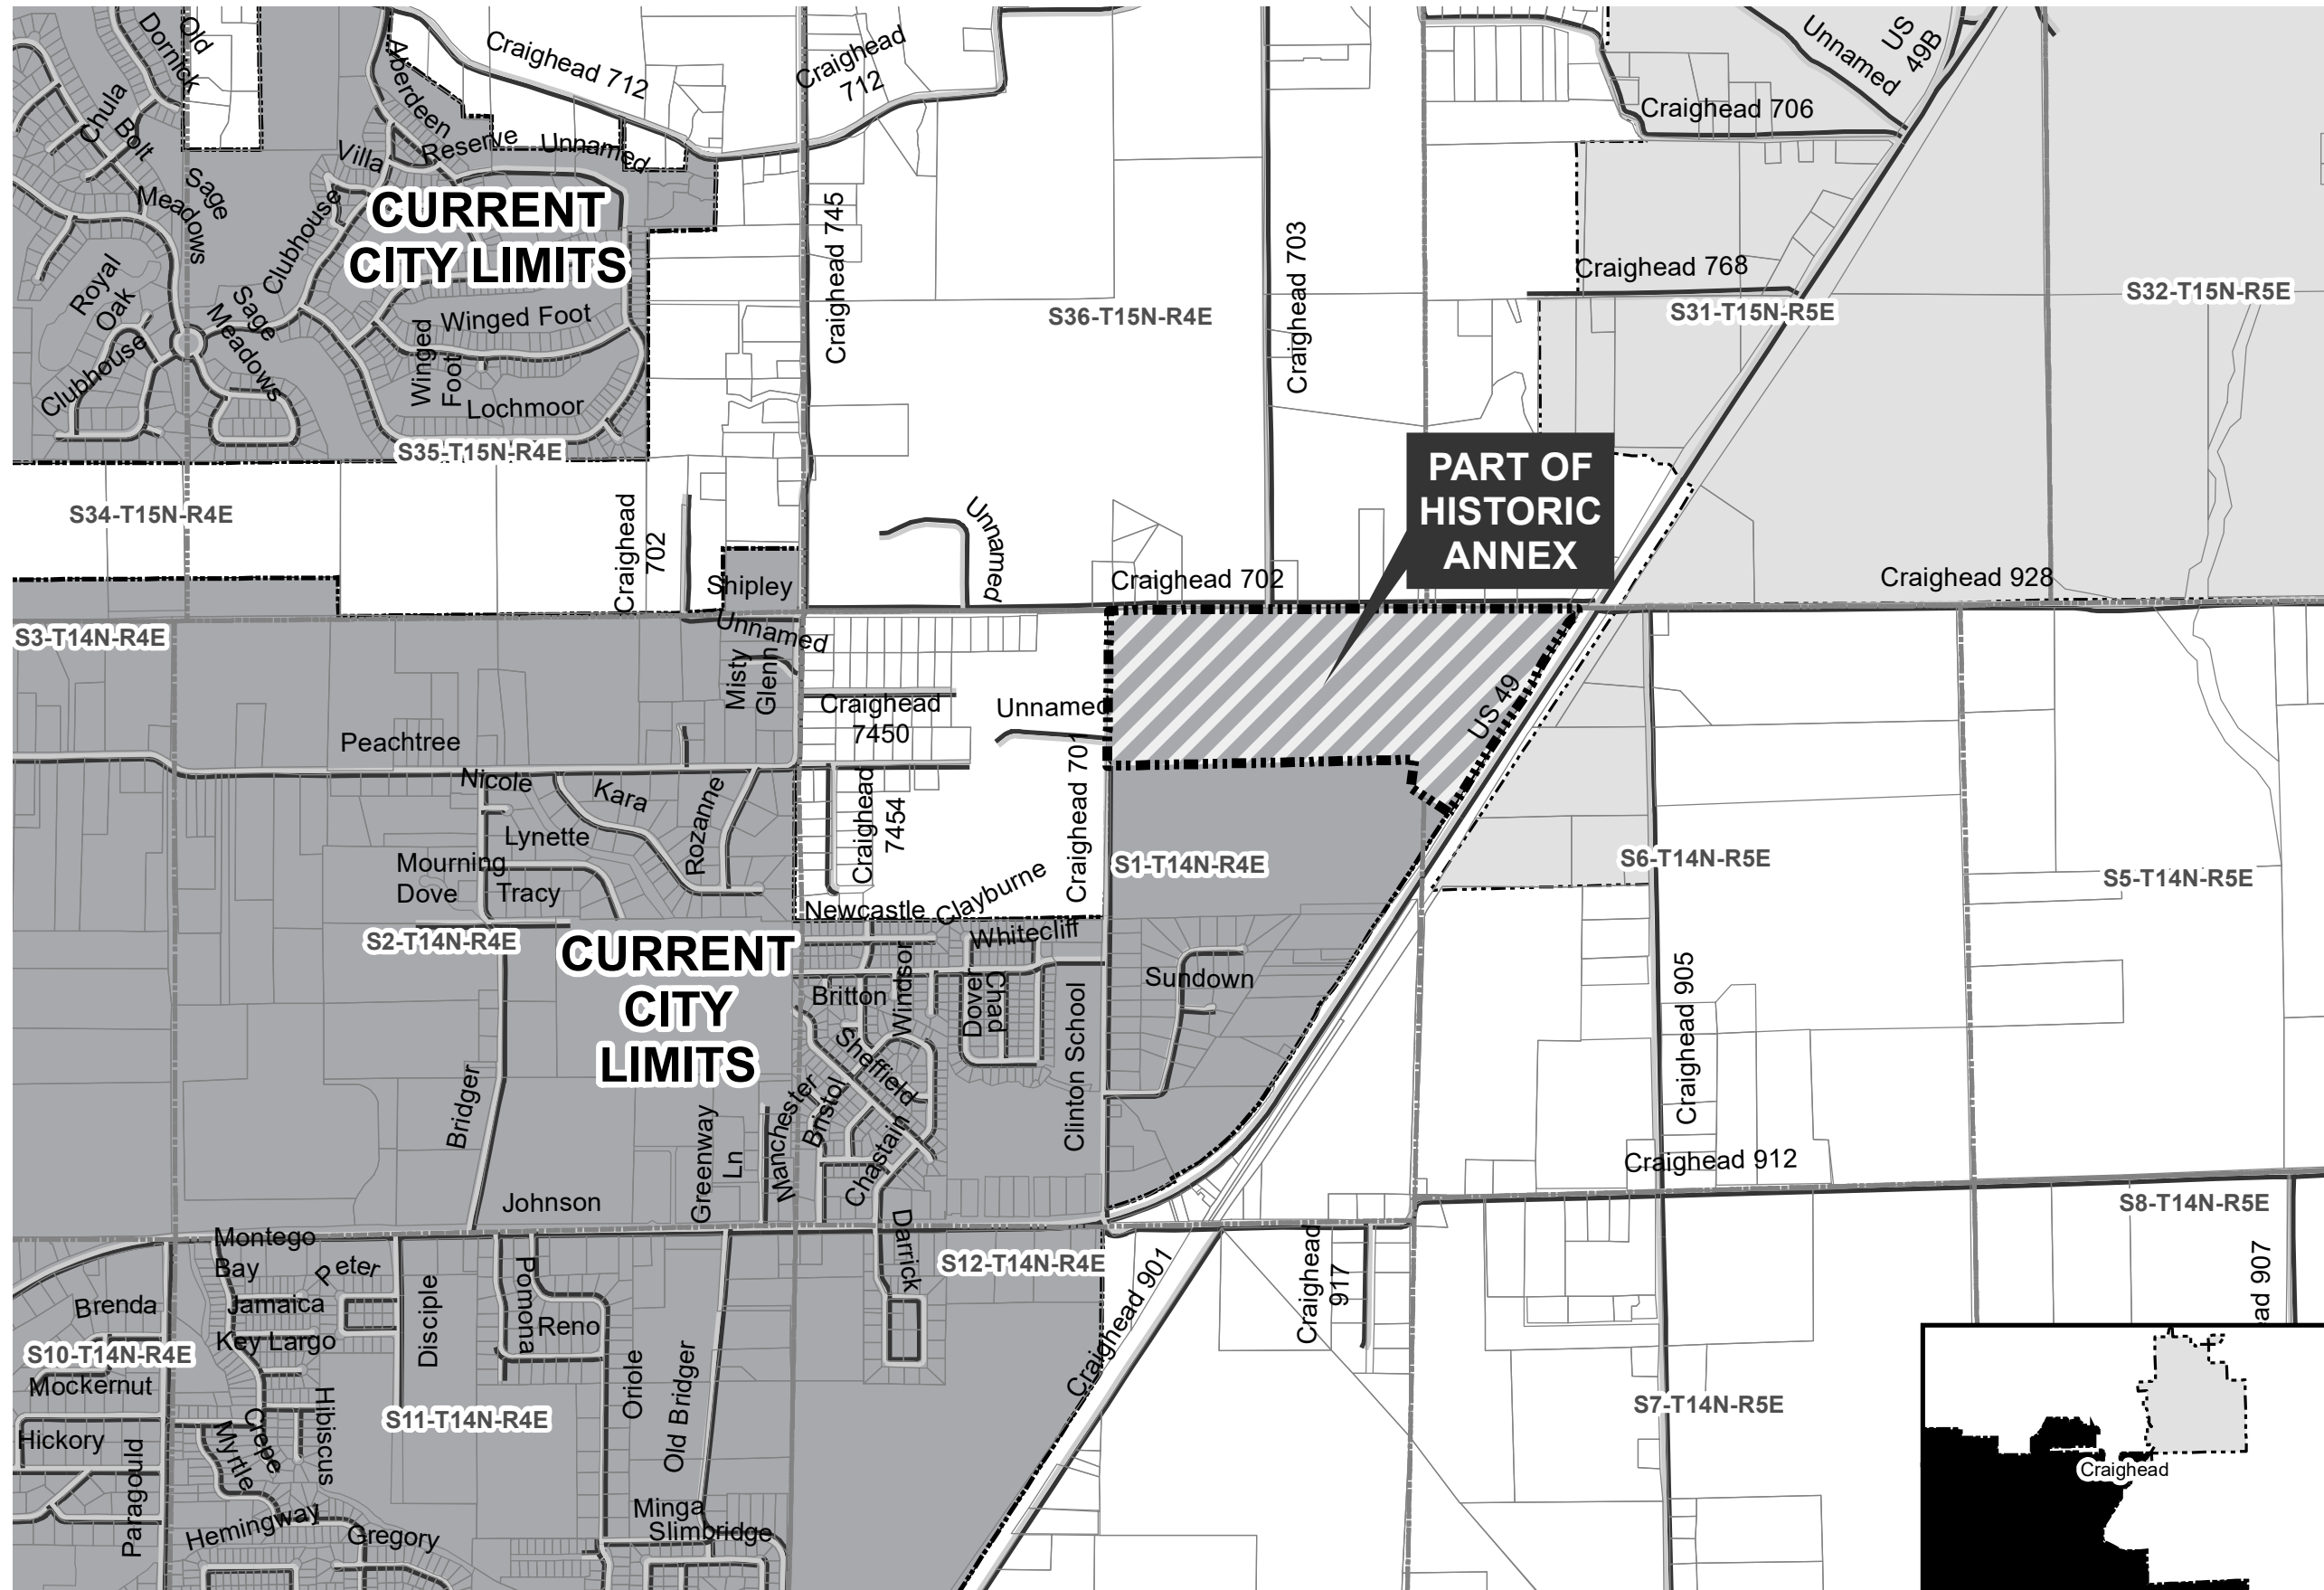 Old
Dornick
Craighead 712
Craighead
712
Unnamed
US
49B
Aberdeen
Chula
Bolt
Craighead 706
Villa
Reserve
Unnamed
Sage
Meadows
Clubhouse
CURRENT
CITY LIMITS
Craighead 745
Craighead 703
Craighead 768
Royal
Oak
Sage
Meadows
Winged Foot
Winged
Foot
S36-T15N-R4E
S31-T15N-R5E
S32-T15N-R5E
Clubhouse
Lochmoor
S35-T15N-R4E
PART OF
HISTORIC
ANNEX
S34-T15N-R4E
Craighead
702
Unnamed
Shipley
Craighead 702
Craighead 928
S3-T14N-R4E
Unnamed
Misty
Glenn
Craighead
7450
Unnamed
US 49
Peachtree
Nicole
Kara
Rozanne
Craighead
7454
Craighead 701
Lynette
Mourning
Dove
Tracy
S1-T14N-R4E
S6-T14N-R5E
S5-T14N-R5E
Newcastle
Clayburne
S2-T14N-R4E
CURRENT
CITY
LIMITS
Whitecliff
Britton
Windsor
Dover
Chad
Sundown
Craighead 905
Sheffield
Clinton School
Bridger
Greenway
Ln
Manchester
Bristol
Chastain
Craighead 912
Johnson
S8-T14N-R5E
Montego
Bay
Peter
Darrick
S12-T14N-R4E
Craighead 901
Craighead
917
ead 907
Brenda
Jamaica
Key Largo
Disciple
Pomona
Reno
S10-T14N-R4E
Mockernut
Oriole
Old Bridger
Hickory
Paragould
Crepe
Myrtle
Hibiscus
S11-T14N-R4E
S7-T14N-R5E
Craighead
Hemingway
Gregory
Minga
Slimbridge